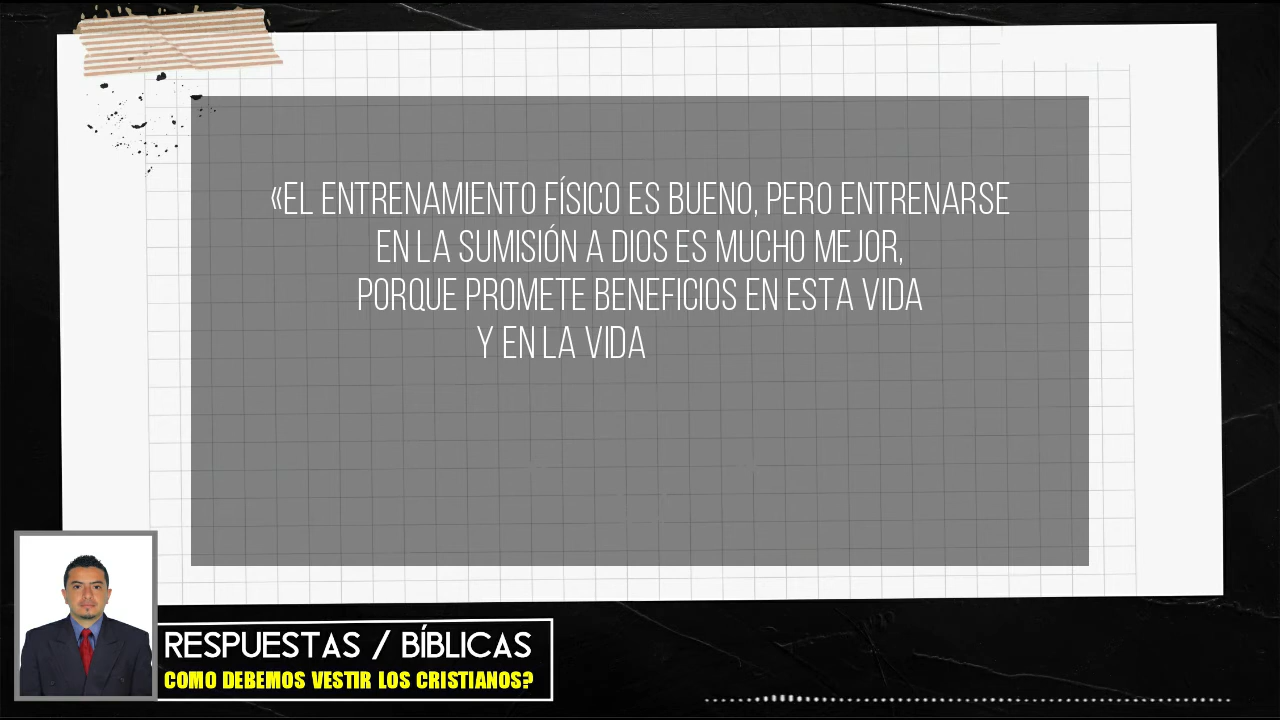 «EL ENTRENAMIENTO FÍSICO ES BUENO, PERO ENTRENARSE
EN LA SUMISIÓN A DIOS ES MUCHO MEJOR,
PORQUE PROMETE BENEFICIOS EN ESTA VIDA
Y EN LA VIDA
RESPUESTAS / BÍBLICAS
COMO DEBEMOS VESTIR LOS CRISTIANOS?